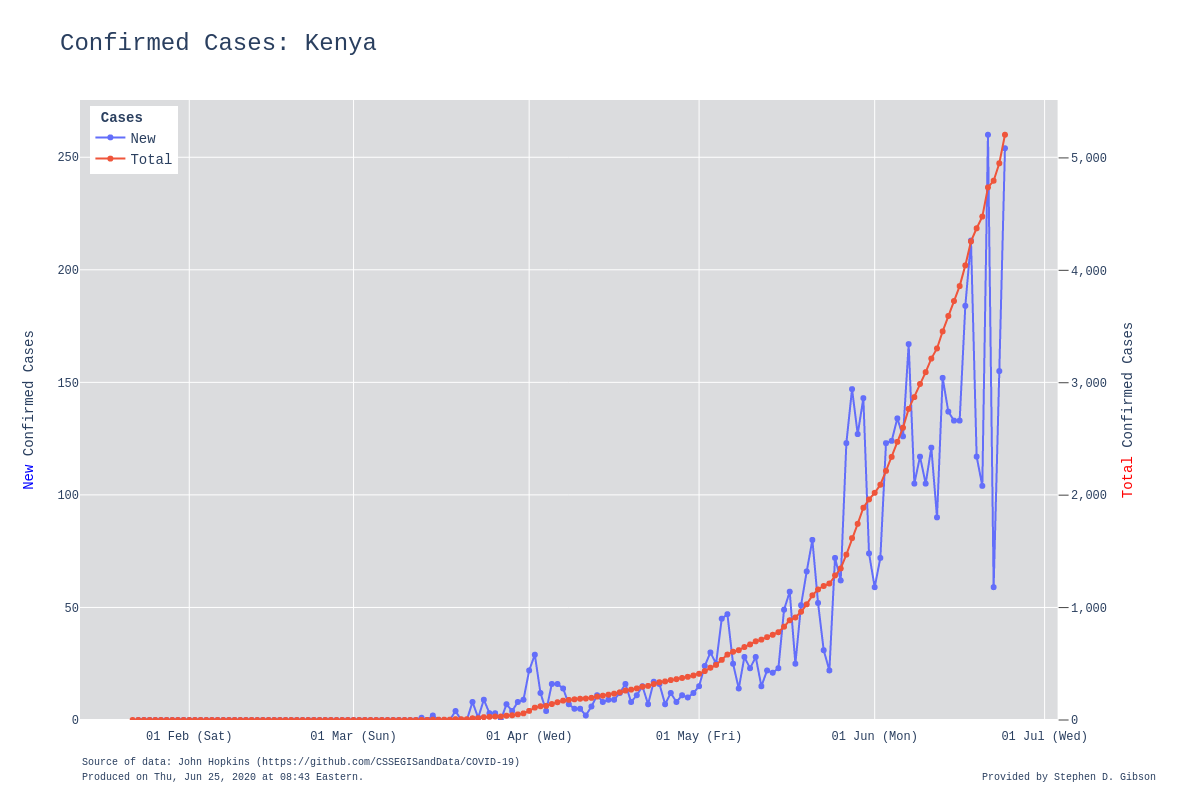 Confirmed Cases: Kenya
Cases
New
Total
250
200
150
100
50
0
5,000
4,000
3,000
2,000
1,000
0
New Confirmed Cases
Total Confirmed Cases
01 Feb (Sat)
01 Mar (Sun)
01 Apr (Wed)
01 May (Fri)
01 Jun (Mon)
01 Jul (Wed)
Source of data: John Hopkins (https://github.com/CSSEGISandData/COVID-19)
Produced on Thu, Jun 25, 2020 at 08:43 Eastern.
Provided by Stephen D. Gibson